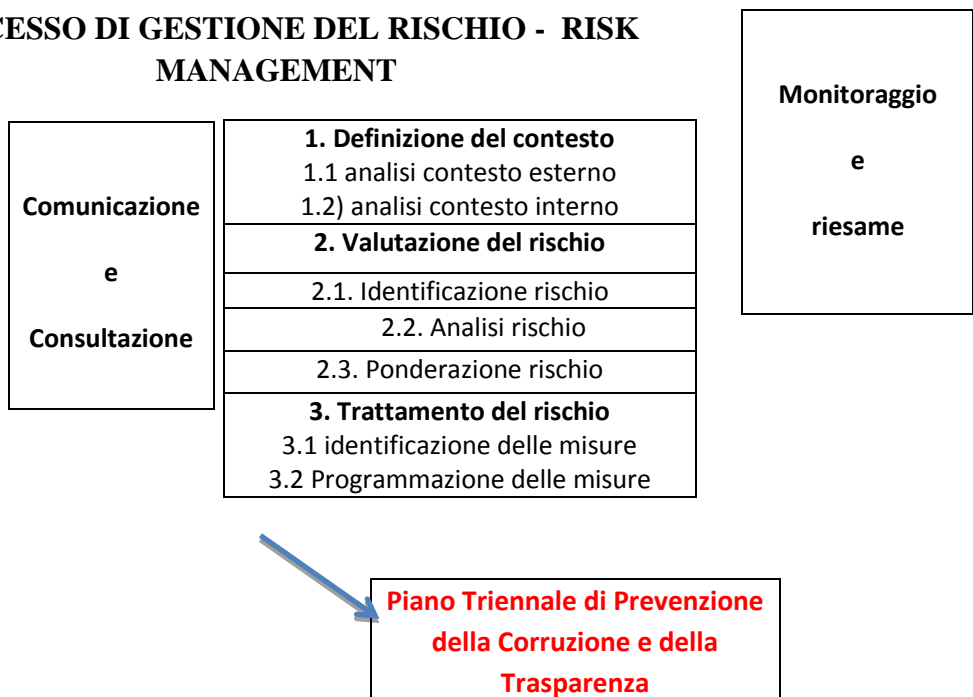 CESSO DI GESTIONE DEL RISCHIO - RISK
MANAGEMENT
Monitoraggio
e
riesame
Comunicazione
e
Consultazione
1. Definizione del contesto
1.1 analisi contesto esterno
1.2) analisi contesto interno
2. Valutazione del rischio
2.1. Identificazione rischio
2.2. Analisi rischio
2.3. Ponderazione rischio
3. Trattamento del rischio
3.1 identificazione delle misure
3.2 Programmazione delle misure
Piano Triennale di Prevenzione
della Corruzione e della
Trasparenza